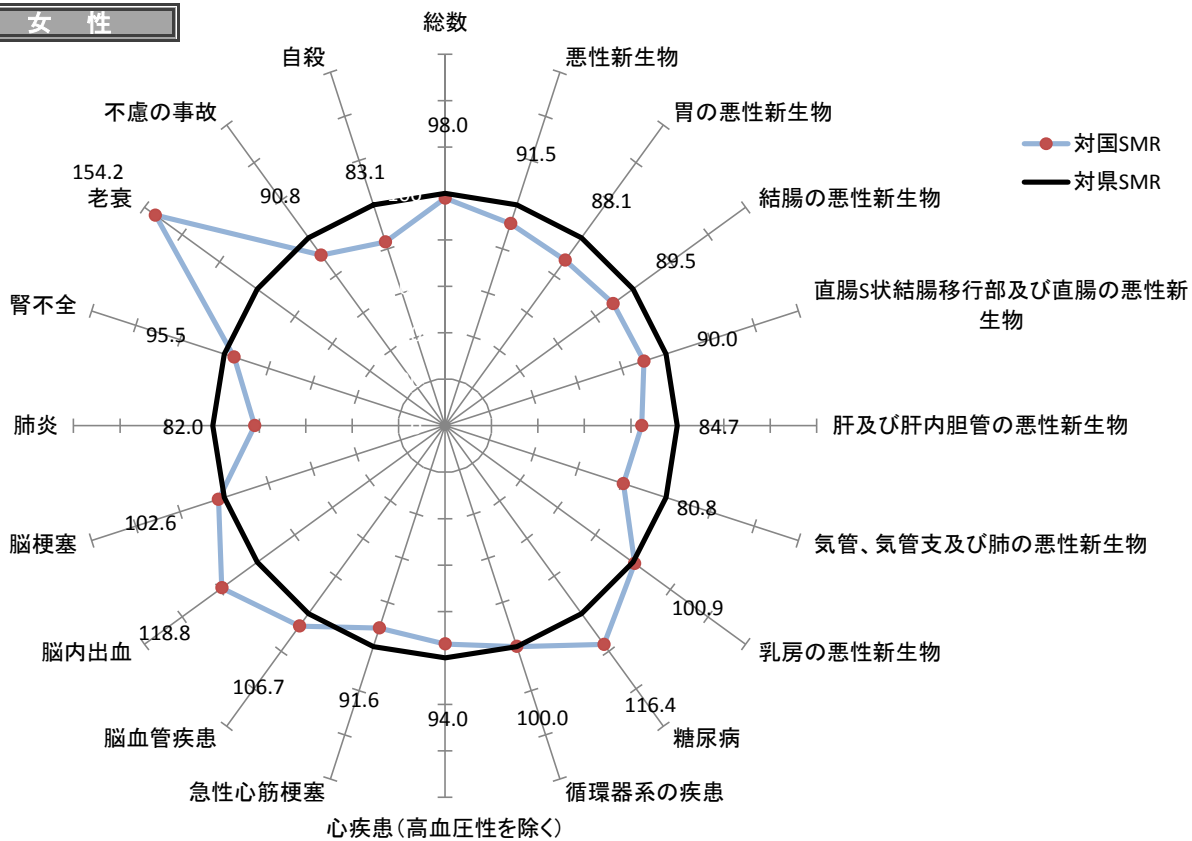 女 性
総数
98.0
悪性新生物
91.5
胃の悪性新生物
88.1
結腸の悪性新生物
89.5
直腸S状結腸移行部及び直腸の悪性新
生物
90.0
肝及び肝内胆管の悪性新生物
84.7
気管、気管支及び肺の悪性新生物
80.8
乳房の悪性新生物
100.9
糖尿病
116.4
循環器系の疾患
100.0
心疾患(高血圧性を除く)
94.0
急性心筋梗塞
91.6
脳血管疾患
106.7
脳内出血
118.8
脳梗塞
102.6
肺炎
82.0
腎不全
95.5
老衰
154.2
不慮の事故
90.8
自殺
83.1
対国SMR
対県SMR